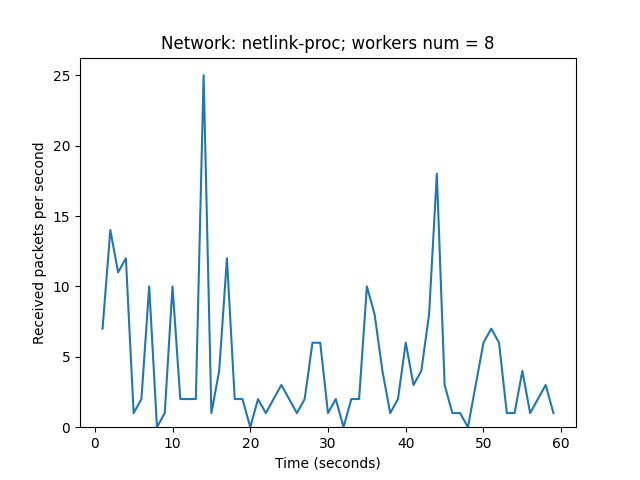 Network: netlink-proc; workers num = 8
Received packets per second
25
20
15
10
5
0
0 10 20 30 40 50 60
Time (seconds)